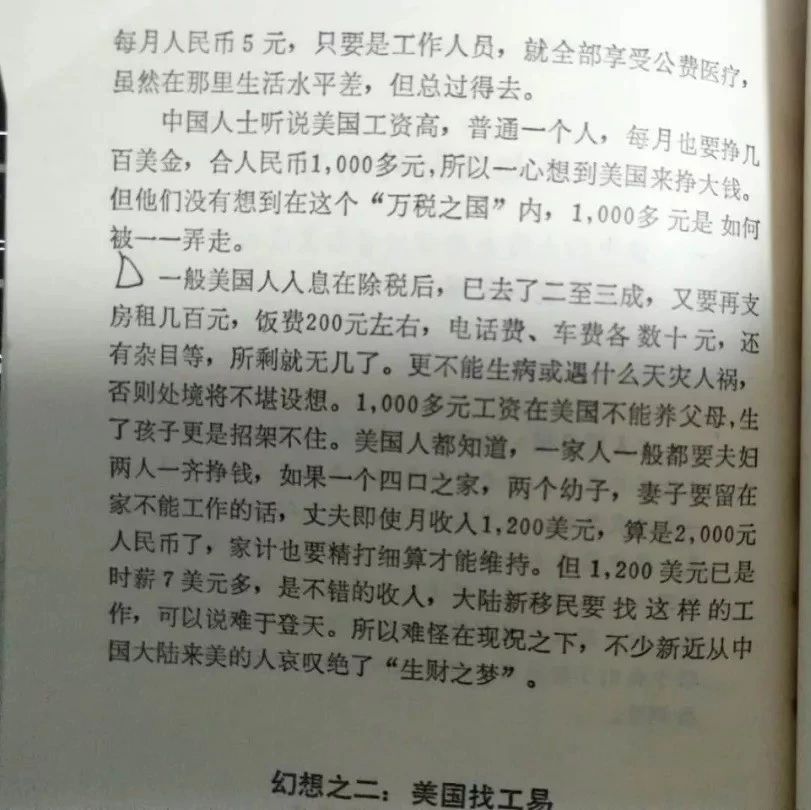 每月人民币5元，只要是工作人员，就全部享受公费医疗，
虽然在那里生活水平差，但总过得去。
中国人士听说美国工资高，普通一个人，每月也要挣几
百美金，合人民币1,000多元，所以一心想到美国来挣大钱。
但他们没有想到在这个“万税之国”内，1,000多元是如何
被一一弄走。
一般美国人入息在除税后，已去了二至三成，又要再支
房租几百元，饭费200元左右，电话费、车费各数十元，还
有杂目等，所剩就无几了。更不能生病或遇什么天灾人祸，
否则处境将不堪设想。1,000多元工资在美国不能养父母，生
了孩子更是招架不住。美国人都知道，一家人一般都要夫妇
两人一齐挣钱，如果一个四口之家，两个幼子，妻子要留在
家不能工作的话，丈夫即使月收入1,200美元，算是2,000元
人民币了，家计也要精打细算才能维持。但1,200美元已是
时薪7美元多，是不错的收人，大陆新移民要找这样的工
作，可以说难于登天。所以难怪在现况之下，不少新近从中
国大陆来美的人哀叹绝了“生财之梦”。
幻想之二：美国找工易